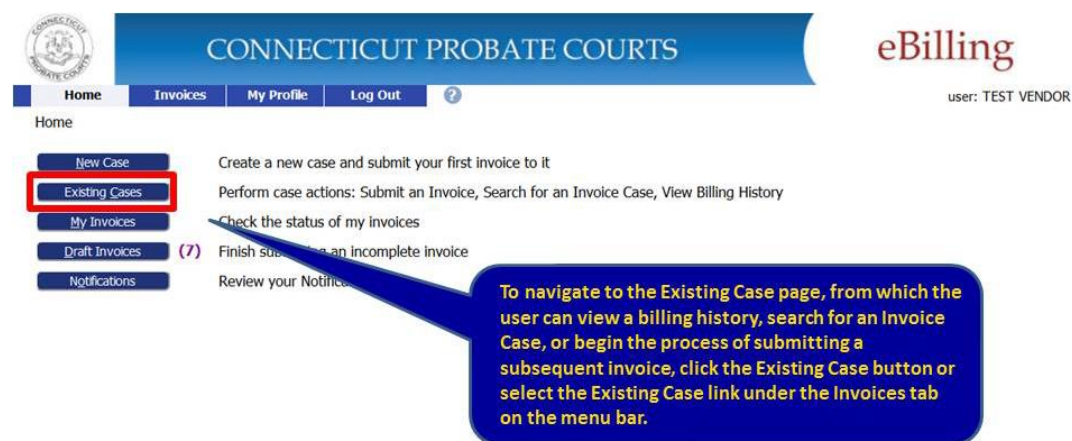 CONNECTICUT
PROBATE COURTS
CONNECTICUT PROBATE COURTS
eBilling
Home Invoices My Profile Log Out ?
user: TEST VENDOR
Home
New Case Create a new case and submit your first invoice to it
Existing Cases Perform case actions: Submit an Invoice, Search for an Invoice Case, View Billing History
My Invoices Check the status of my invoices
Draft Invoices (7) Finish an incomplete invoice
Notifications Review your
To navigate to the Existing Case page, from which the
user can view a billing history, search for an Invoice
Case, or begin the process of submitting a
subsequent invoice, click the Existing Case button or
select the Existing Case link under the Invoices tab
on the menu bar.